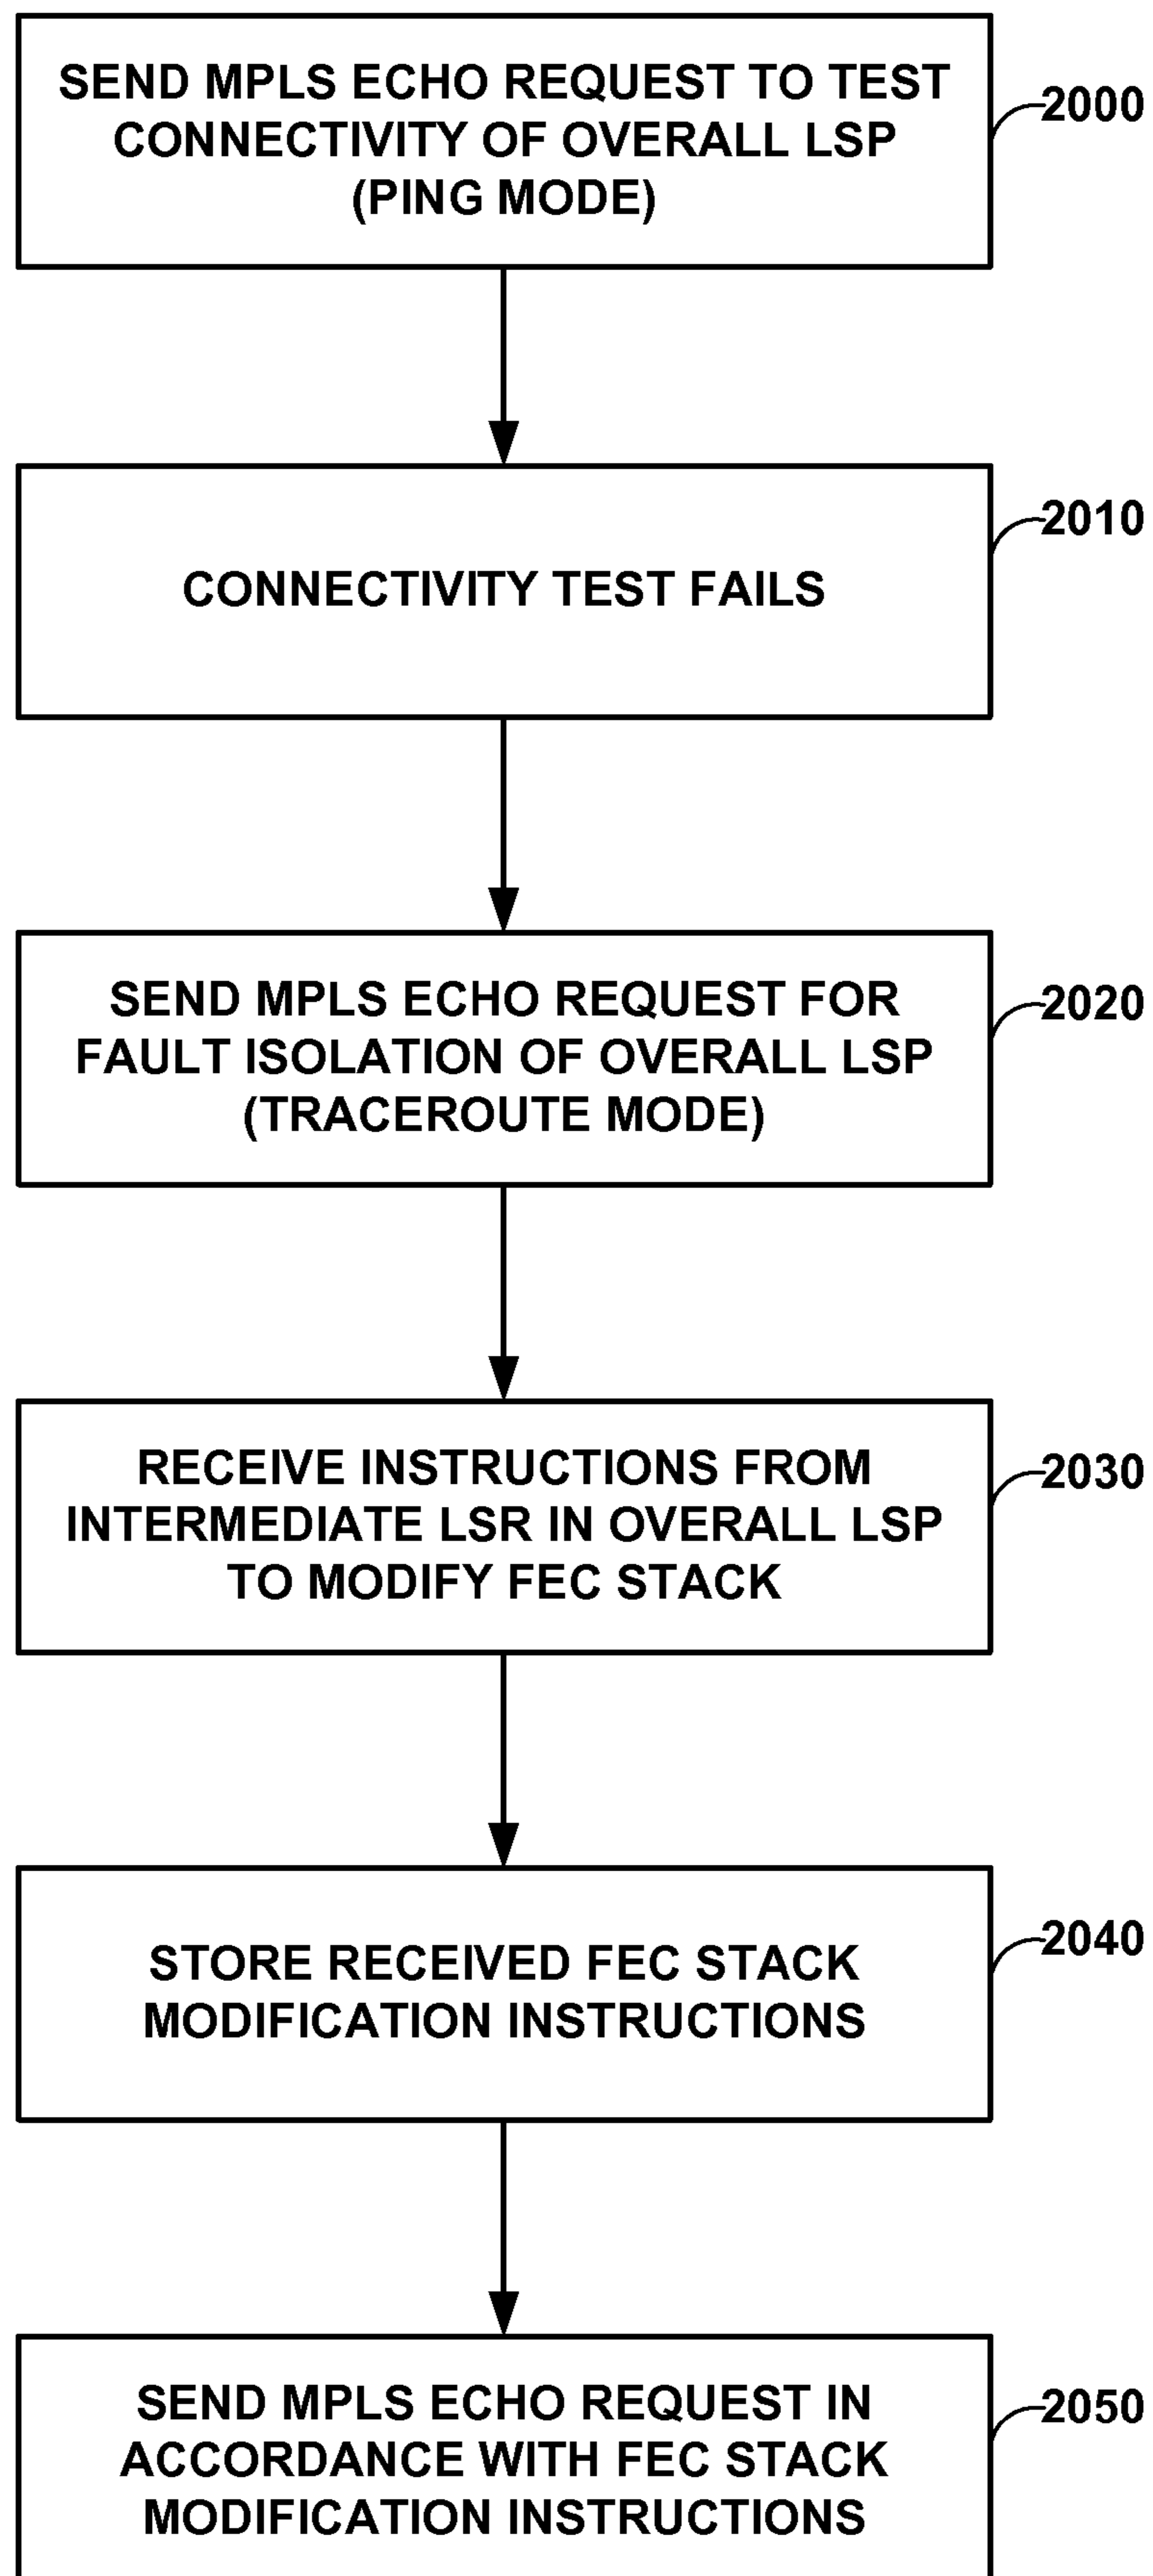 SEND MPLS ECHO REQUEST TO TEST
CONNECTIVITY OF OVERALL LSP
(PING MODE)
2000
CONNECTIVITY TEST FAILS
2010
SEND MPLS ECHO REQUEST FOR
FAULT ISOLATION OF OVERALL LSP
(TRACEROUTE MODE)
2020
RECEIVE INSTRUCTIONS FROM
INTERMEDIATE LSR IN OVERALL LSP
TO MODIFY FEC STACK
2030
STORE RECEIVED FEC STACK
MODIFICATION INSTRUCTIONS
2040
SEND MPLS ECHO REQUEST IN
ACCORDANCE WITH FEC STACK
MODIFICATION INSTRUCTIONS
2050